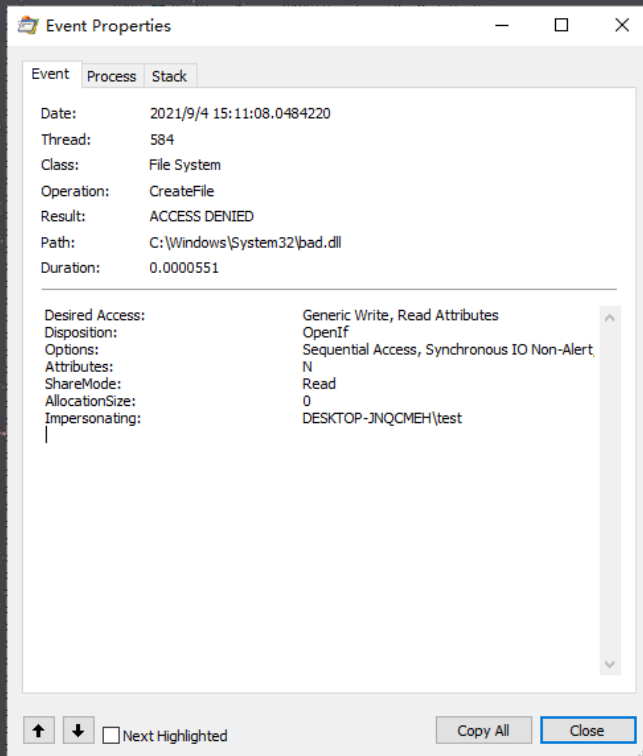 Event Properties
Event Process Stack
Date: 2021/9/4 15:11:08.0484220
Thread: 584
Class: File System
Operation: CreateFile
Result: ACCESS DENIED
Path: C:\Windows\System32\bad.dll
Duration: 0.0000551
Desired Access: Generic Write, Read Attributes
Disposition: OpenIf
Options: Sequential Access, Synchronous IO Non-Alert,
Attributes: N
ShareMode: Read
AllocationSize: 0
Impersonating: DESKTOP-JNQCMEH\test
Next Highlighted Copy All Close